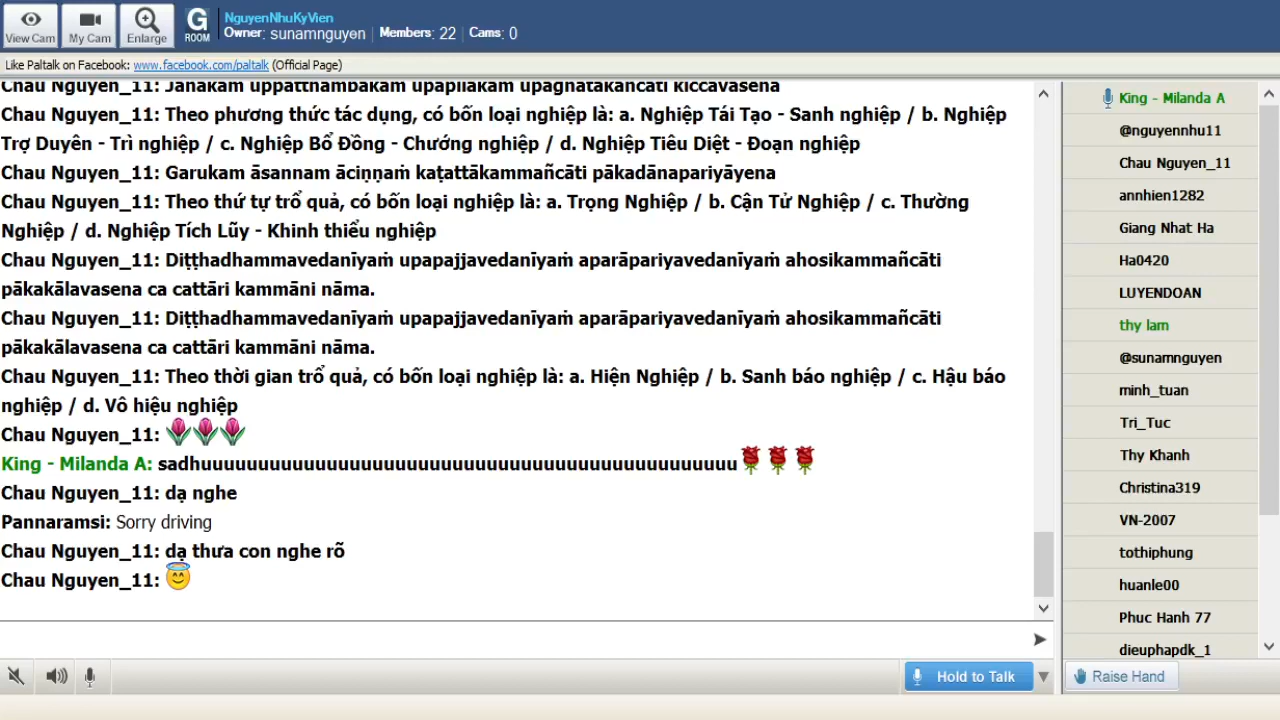 View Cam
My Cam
Enlarge
G
ROOM
NguyenNhuKyVien
Owner: sunamnguyen | Members: 22 | Cams: 0
Like Paltalk on Facebook: www.facebook.com/paltalk (Official Page)
Chau Nguyen_11: Janakam uppatthambakam upapilakam upaghatakancati kiccavasena
Chau Nguyen_11: Theo phương thức tác dụng, có bốn loại nghiệp là: a. Nghiệp Tái Tạo - Sanh nghiệp / b. Nghiệp
Trợ Duyên - Trì nghiệp / c. Nghiệp Bổ Đồng - Chướng nghiệp / d. Nghiệp Tiêu Diệt - Đoạn nghiệp
Chau Nguyen_11: Garukam āsannam āciṇṇaṁ kaṭattākammañcāti pākadānapariyāyena
Chau Nguyen_11: Theo thứ tự trổ quả, có bốn loại nghiệp là: a. Trọng Nghiệp / b. Cận Tử Nghiệp / c. Thường
Nghiệp / d. Nghiệp Tích Lũy - Khinh thiểu nghiệp
Chau Nguyen_11: Diṭṭhadhammavedanīyaṁ upapajjavedanīyaṁ aparāpariyavedanīyaṁ ahosikammañcāti
pākakālavasena ca cattāri kammāni nāma.
Chau Nguyen_11: Diṭṭhadhammavedanīyaṁ upapajjavedanīyaṁ aparāpariyavedanīyaṁ ahosikammañcāti
pākakālavasena ca cattāri kammāni nāma.
Chau Nguyen_11: Theo thời gian trổ quả, có bốn loại nghiệp là: a. Hiện Nghiệp / b. Sanh báo nghiệp / c. Hậu báo
nghiệp / d. Vô hiệu nghiệp
Chau Nguyen_11:
King - Milanda A: sadhuuuuuuuuuuuuuuuuuuuuuuuuuuuuuuuuuuuuuuuuuuuuuuu
Chau Nguyen_11: dạ nghe
Pannaramsi: Sorry driving
Chau Nguyen_11: dạ thưa con nghe rõ
Chau Nguyen_11:
Hold to Talk
King - Milanda A
@nguyennhu11
Chau Nguyen_11
annhien1282
Giang Nhat Ha
Ha0420
LUYENDOAN
thy lam
@sunamnguyen
minh_tuan
Tri_Tuc
Thy Khanh
Christina319
VN-2007
tothiphung
huanle00
Phuc Hanh 77
dieuphapdk_1
Raise Hand